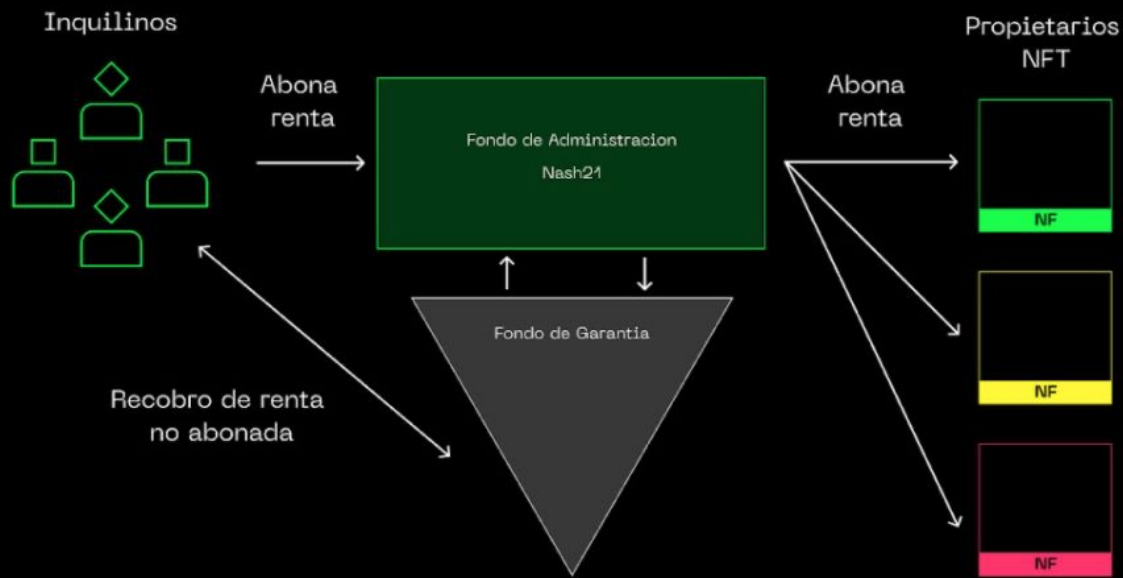 Inquilinos
Propietarios
NFT
Abona
renta
Abona
renta
Fondo de Administracion
Nash21
NF
Fondo de Garantia
NF
Recobro de renta
no abonada
NF